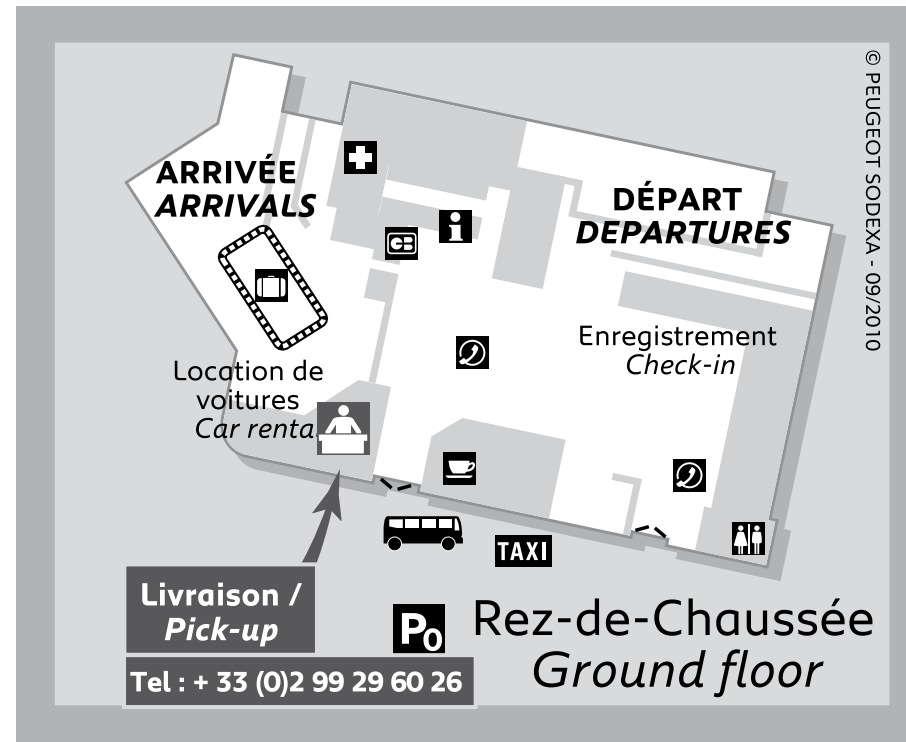 © PEUGEOT SODEXA - 09/2010
ARRIVÉE
ARRIVALS
DÉPART
DEPARTURES
i
Enregistrement
Check-in
Location de
voitures
Car renta
TAXI
Livraison /
Pick-up
P0
Rez-de-Chaussée
Ground floor
Tel : + 33 (0)2 99 29 60 26